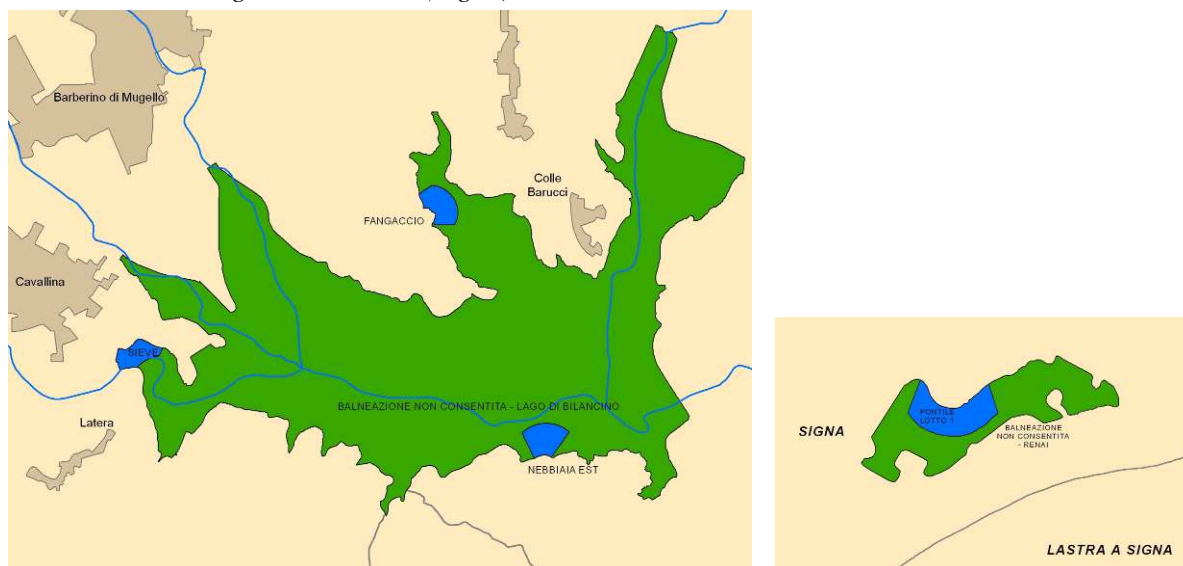 Barberino di Mugello
Colle
Barucci
FANGACCIO
Cavallina
SIEVE
BALNEAZIONE NON CONSENTITA - LAGO DI BILANCINO
Latera
NEBBIAIA EST
PONTILE
LOTTO 1
SIGNA
BALNEAZIONE
NON CONSENTITA
- RENAI
LASTRA A SIGNA